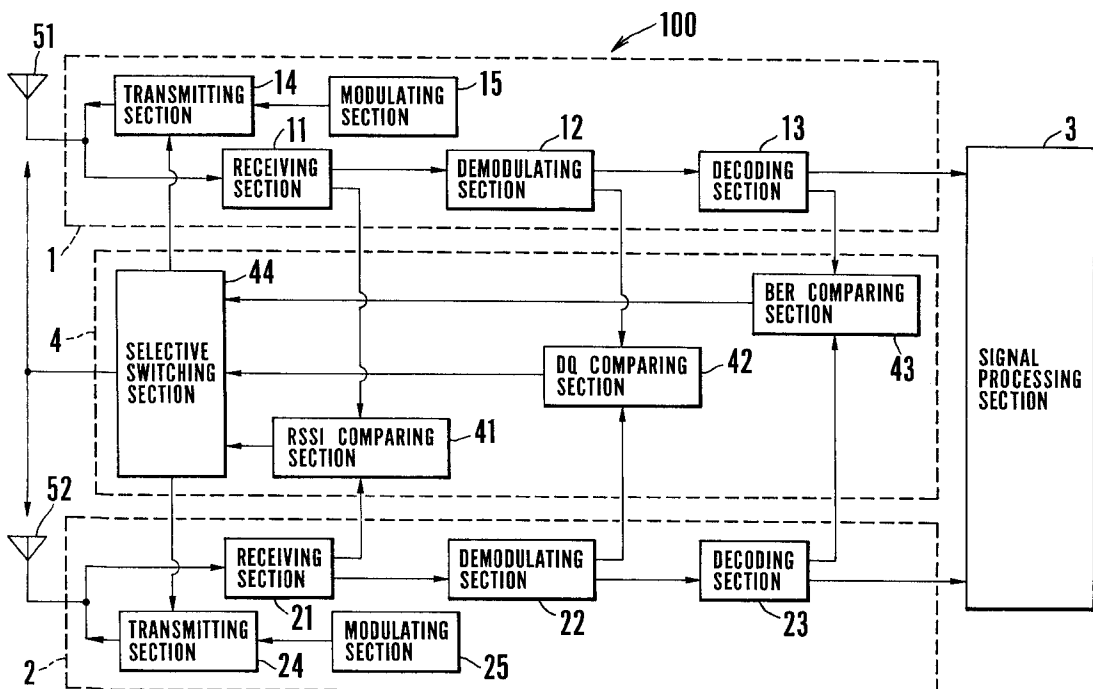 100
51
TRANSMITTING
SECTION
14
MODULATING
SECTION
15
11
RECEIVING
SECTION
12
DEMODULATING
SECTION
13
DECODING
SECTION
3
SIGNAL
PROCESSING
SECTION
1
44
4
SELECTIVE
SWITCHING
SECTION
BER COMPARING
SECTION
43
DQ COMPARING
SECTION
42
RSSI COMPARING
SECTION
41
52
RECEIVING
SECTION
21
DEMODULATING
SECTION
22
DECODING
SECTION
23
TRANSMITTING
SECTION
24
MODULATING
SECTION
25
2